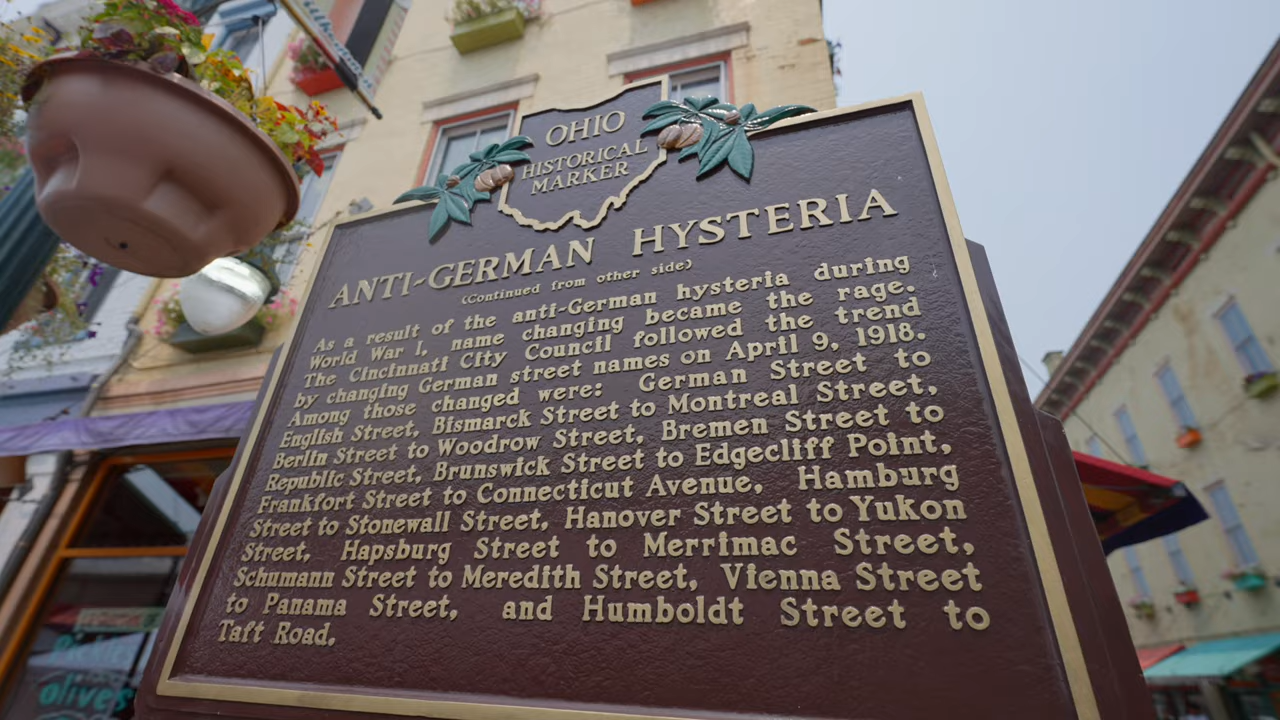 OHIO
HISTORICAL
MARKER
ANTI-GERMAN HYSTERIA
(Continued from other side)
As a result of the anti-German hysteria during
World War I, name changing became the rage.
The Cincinnati City Council followed the trend
by changing German street names on April 9, 1918.
Among those changed were: German Street to
English Street, Bismarck Street to Montreal Street,
Berlin Street to Woodrow Street, Bremen Street to
Republic Street, Brunswick Street to Edgecliff Point,
Frankfort Street to Connecticut Avenue, Hamburg
Street to Stonewall Street, Hanover Street to Yukon
Street, Hapsburg Street to Merrimac Street,
Schumann Street to Meredith Street, Vienna Street
to Panama Street, and Humboldt Street to
Taft Road.
olives